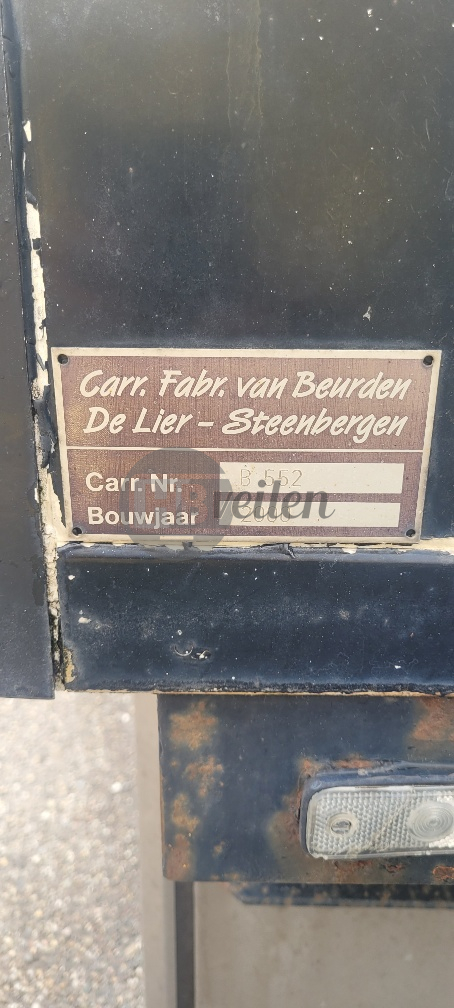 Carr. Fabr. van Beurden
De Lier – Steenbergen
Carr. Nr. B 552
Bouwjaar
veilen